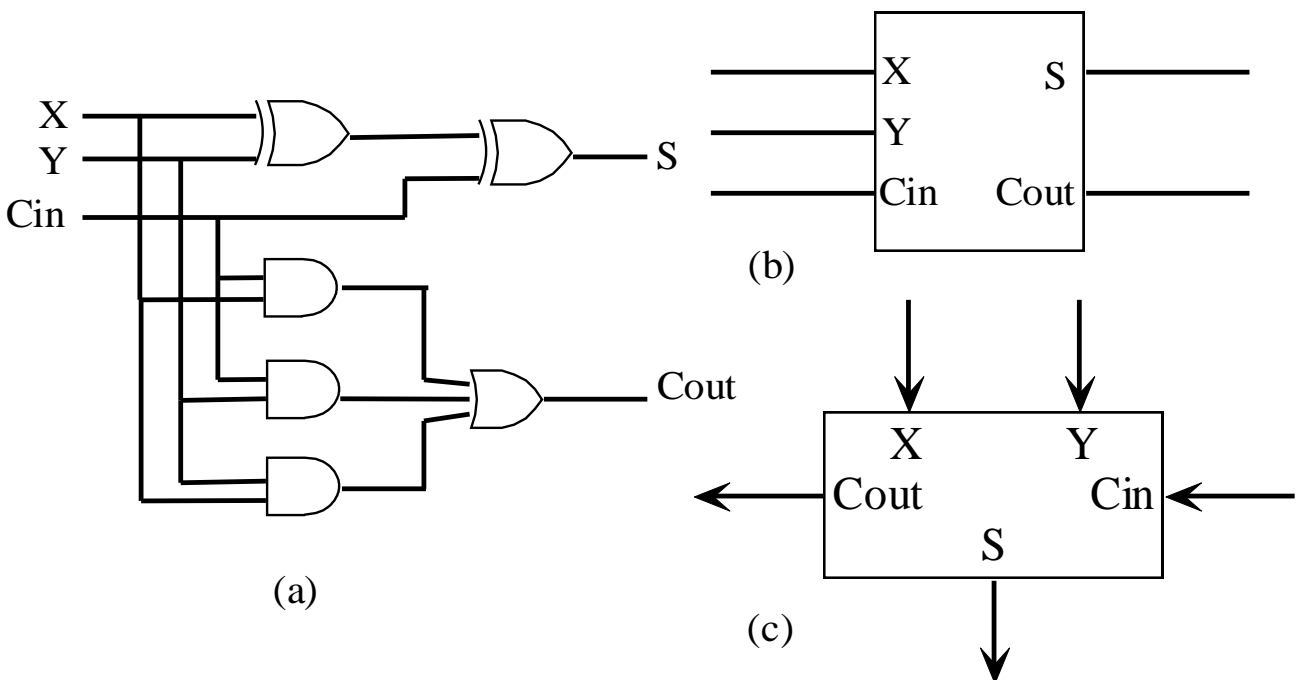 X
Y
Cin
S
Cout
(a)
X S
Y
Cin Cout
(b)
X Y
Cout Cin
S
(c)